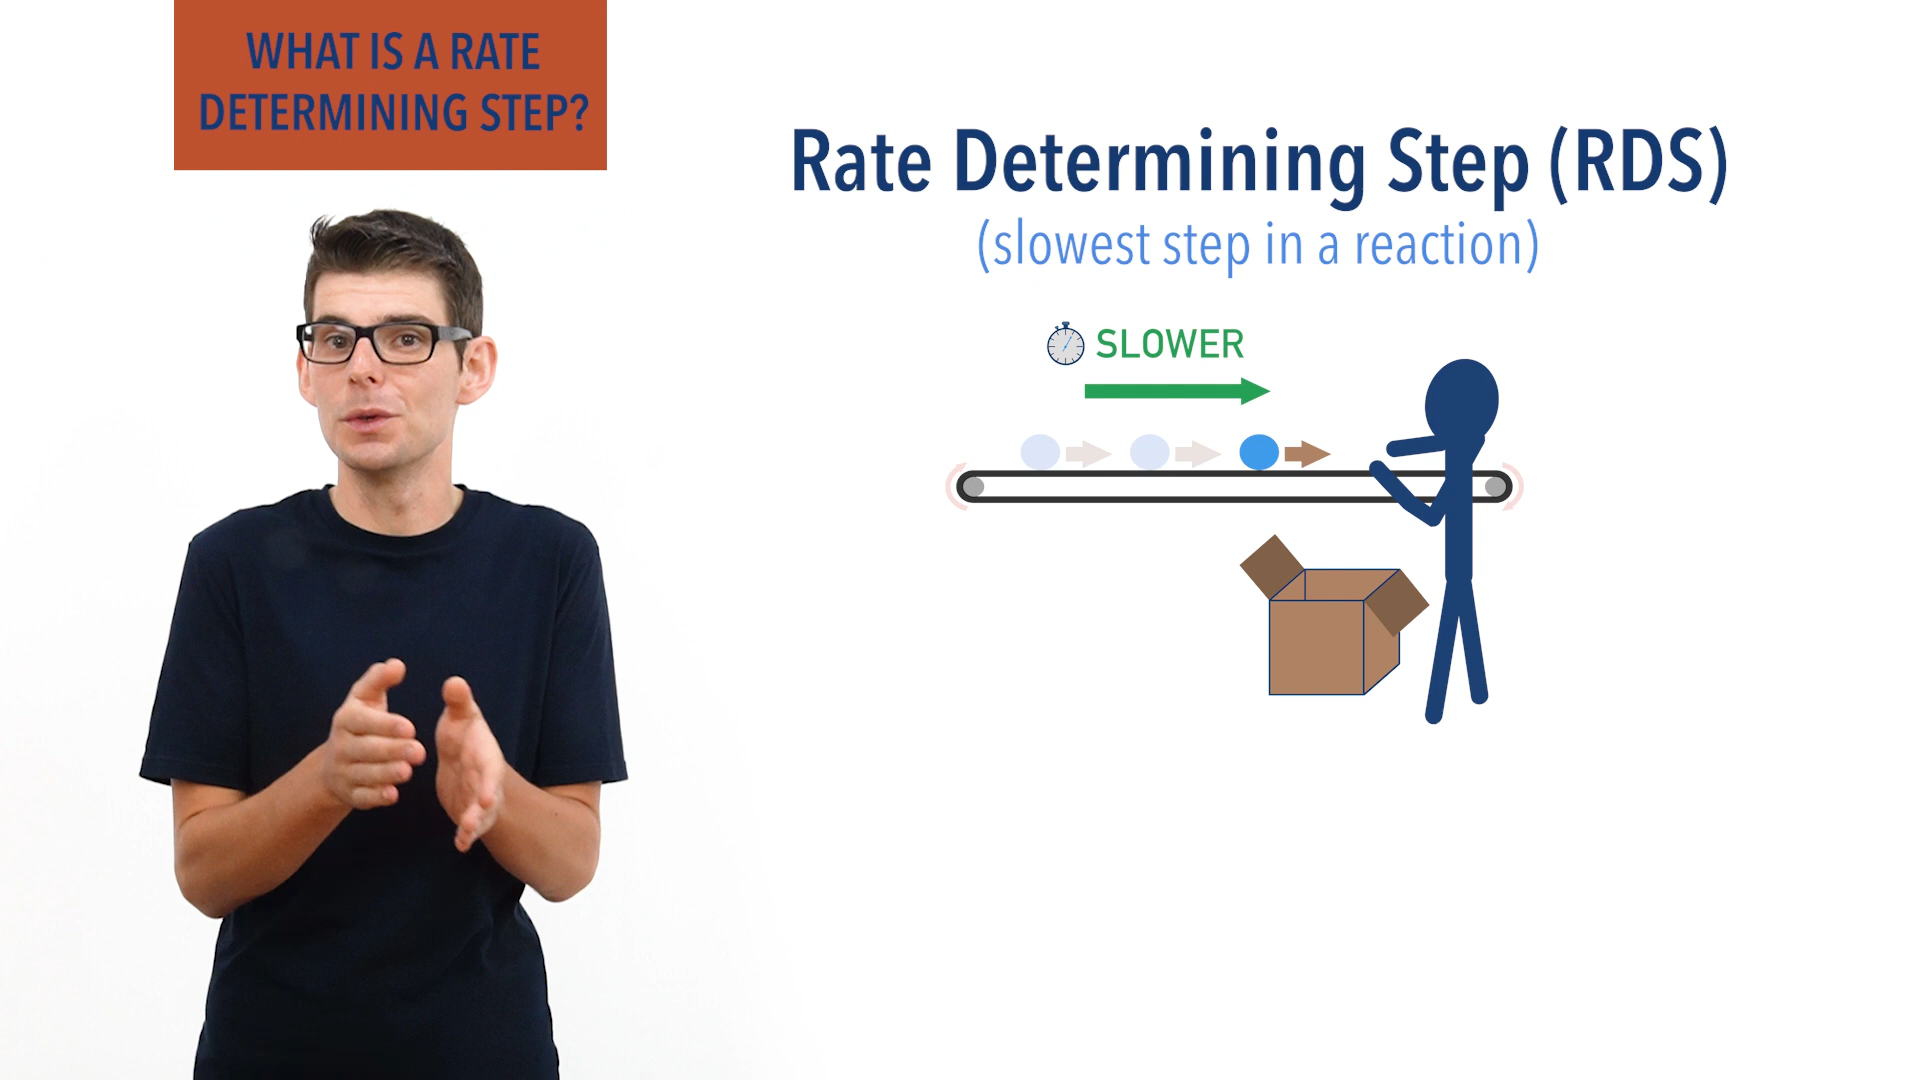 WHAT IS A RATE
DETERMINING STEP?
Rate Determining Step (RDS)
(slowest step in a reaction)
SLOWER